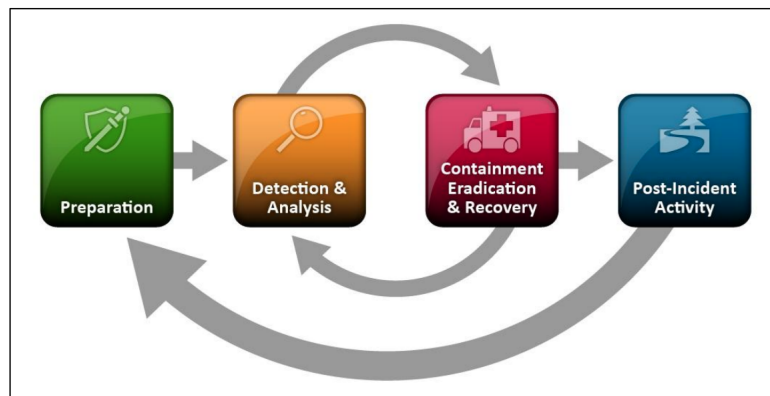 Preparation
Detection &
Analysis
Containment
Eradication
& Recovery
Post-Incident
Activity